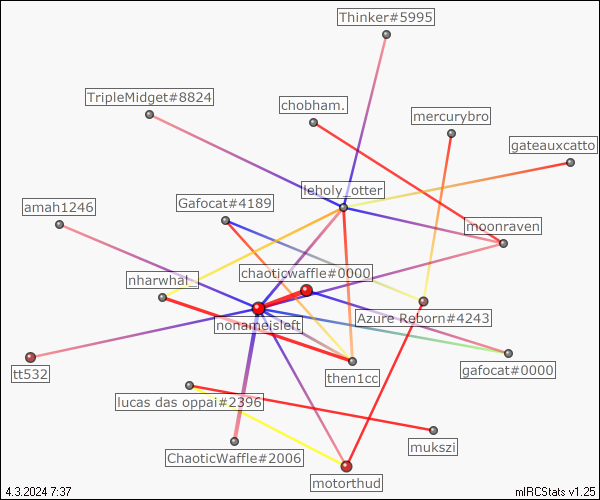 Thinker#5995
TripleMidget#8824
chobham.
mercurybro
gateauxcatto
leholy_otter
amah1246
Gafocat#4189
moonraven
chaoticwaffle#0000
nharwhal_
Azure Reborn#4243
nonameisleft
tt532
then1cc
gafocat#0000
lucas das oppai#2396
mukszi
ChaoticWaffle#2006
motorthud
4.3.2024 7:37
mIRCStats v1.25